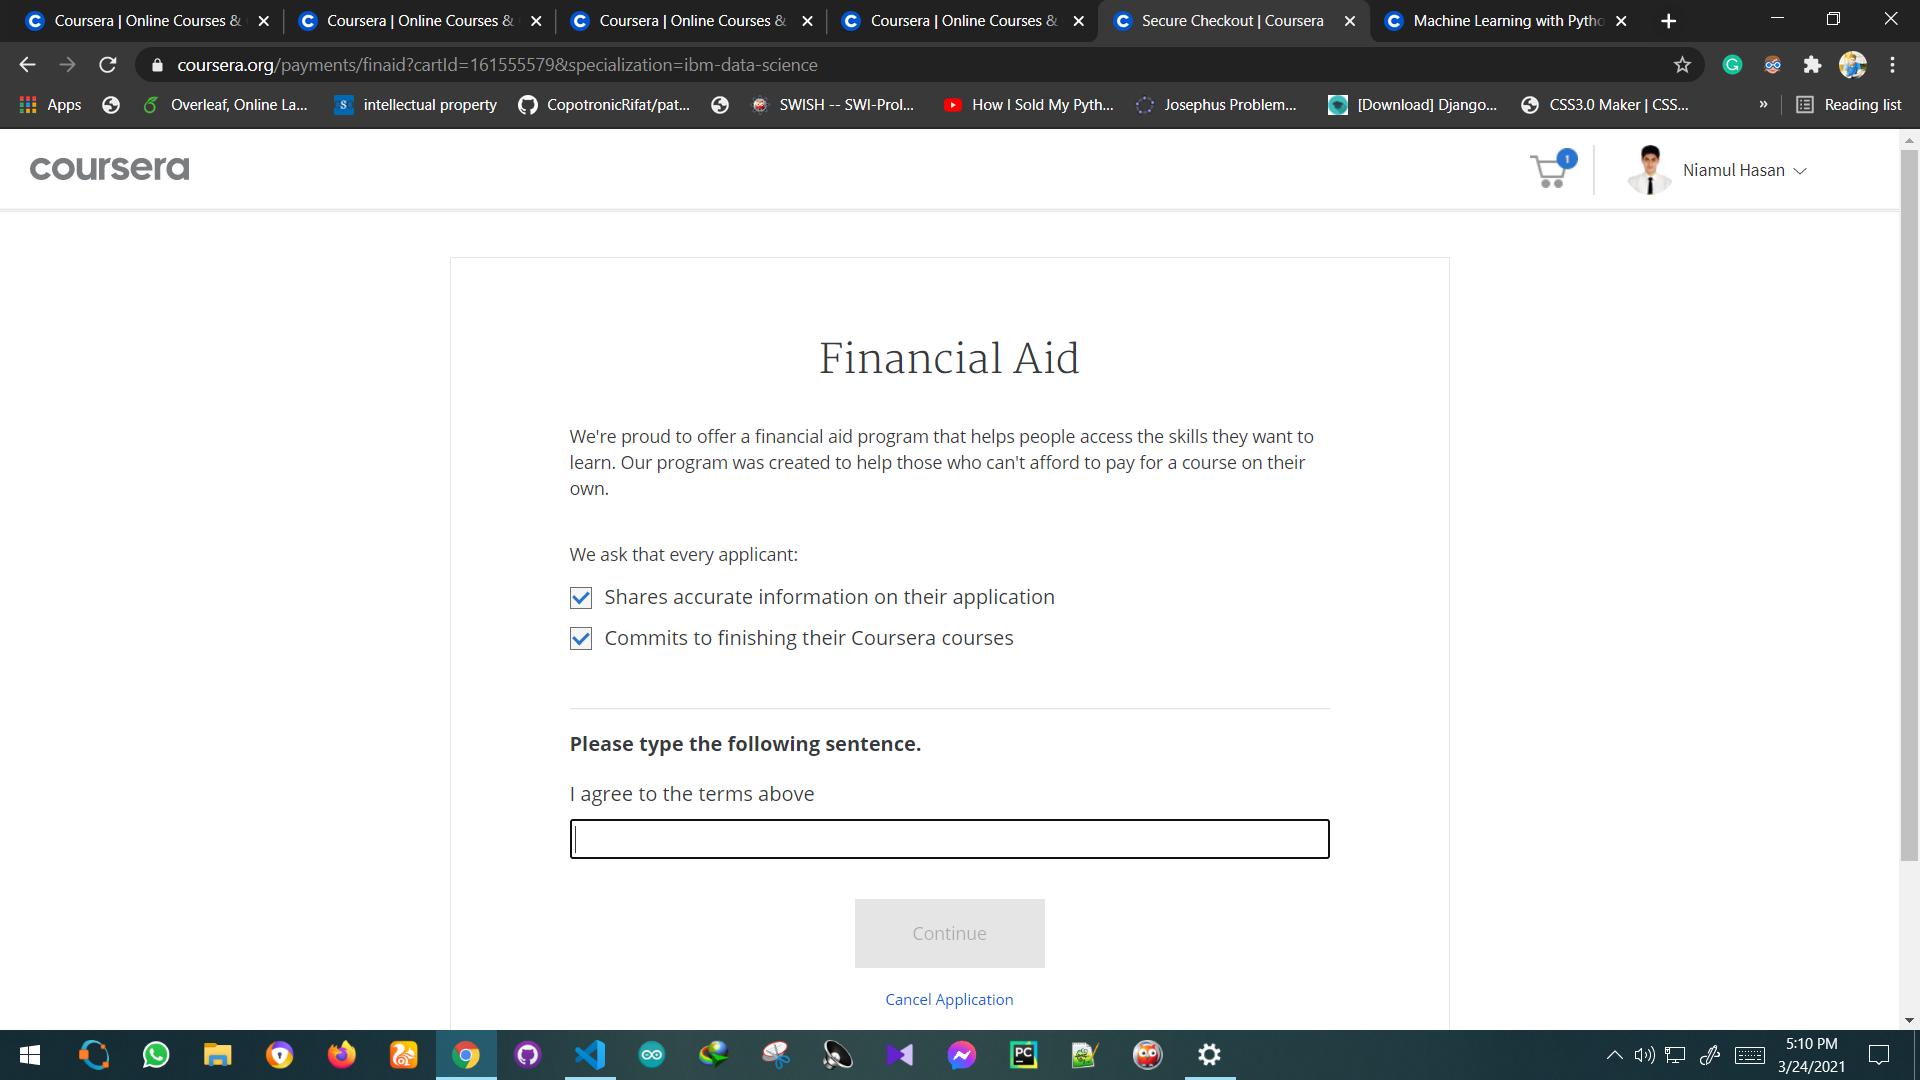 Coursera | Online Courses &
Coursera | Online Courses &
Coursera | Online Courses &
Coursera | Online Courses &
Secure Checkout | Coursera
Machine Learning with Pytho
coursera.org/payments/finaid?cartId=161555579&specialization=ibm-data-science
Apps
Overleaf, Online La...
intellectual property
CopotronicRifat/pat...
SWISH -- SWI-Prol...
How I Sold My Pyth...
Josephus Problem...
[Download] Django...
CSS3.0 Maker | CSS...
»
Reading list
coursera
1
Niamul Hasan
Financial Aid
We're proud to offer a financial aid program that helps people access the skills they want to
learn. Our program was created to help those who can't afford to pay for a course on their
own.
We ask that every applicant:
Shares accurate information on their application
Commits to finishing their Coursera courses
Please type the following sentence.
I agree to the terms above
Continue
Cancel Application
PC
5:10 PM
3/24/2021